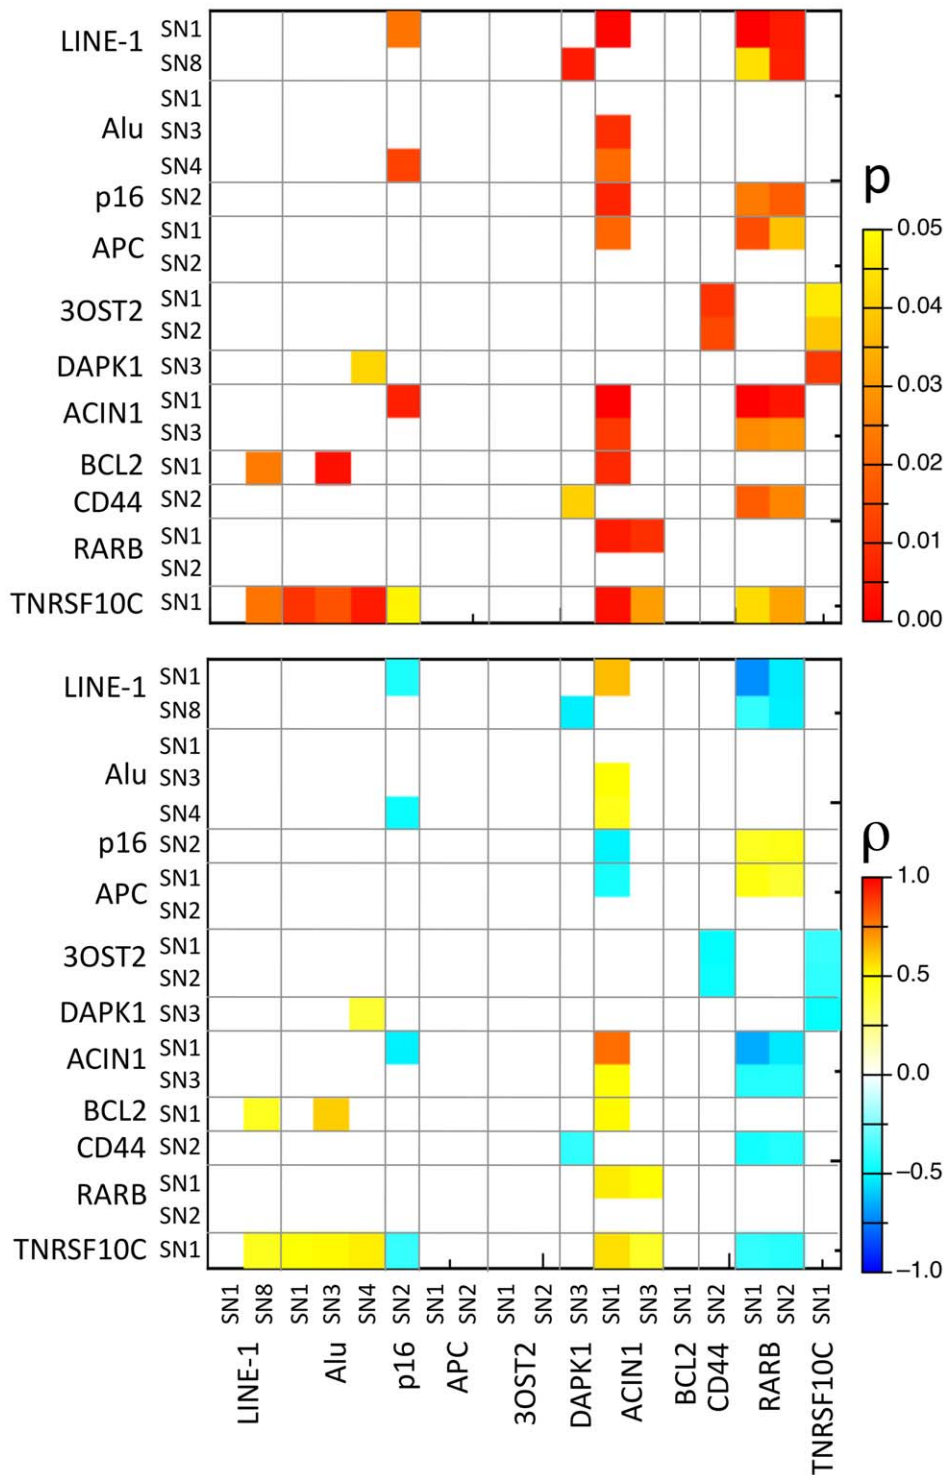 LINE-1 SN1
SN8
SN1
Alu SN3
SN4
p16 SN2
APC SN1
SN2
3OST2 SN1
SN2
DAPK1 SN3
ACIN1 SN1
SN3
BCL2 SN1
CD44 SN2
RARB SN1
SN2
TNRSF10C SN1
p
0.05
0.04
0.03
0.02
0.01
0.00
LINE-1 SN1
SN8
SN1
Alu SN3
SN4
p16 SN2
APC SN1
SN2
3OST2 SN1
SN2
DAPK1 SN3
ACIN1 SN1
SN3
BCL2 SN1
CD44 SN2
RARB SN1
SN2
TNRSF10C SN1
ρ
1.0
0.5
0.0
−0.5
−1.0
SN1 SN8 SN1 SN3 SN4 SN2 SN1 SN2 SN1 SN2 SN3 SN1 SN3 SN1 SN2 SN1 SN2 SN1
LINE-1 Alu p16 APC 3OST2 DAPK1 ACIN1 BCL2 CD44 RARB TNRSF10C